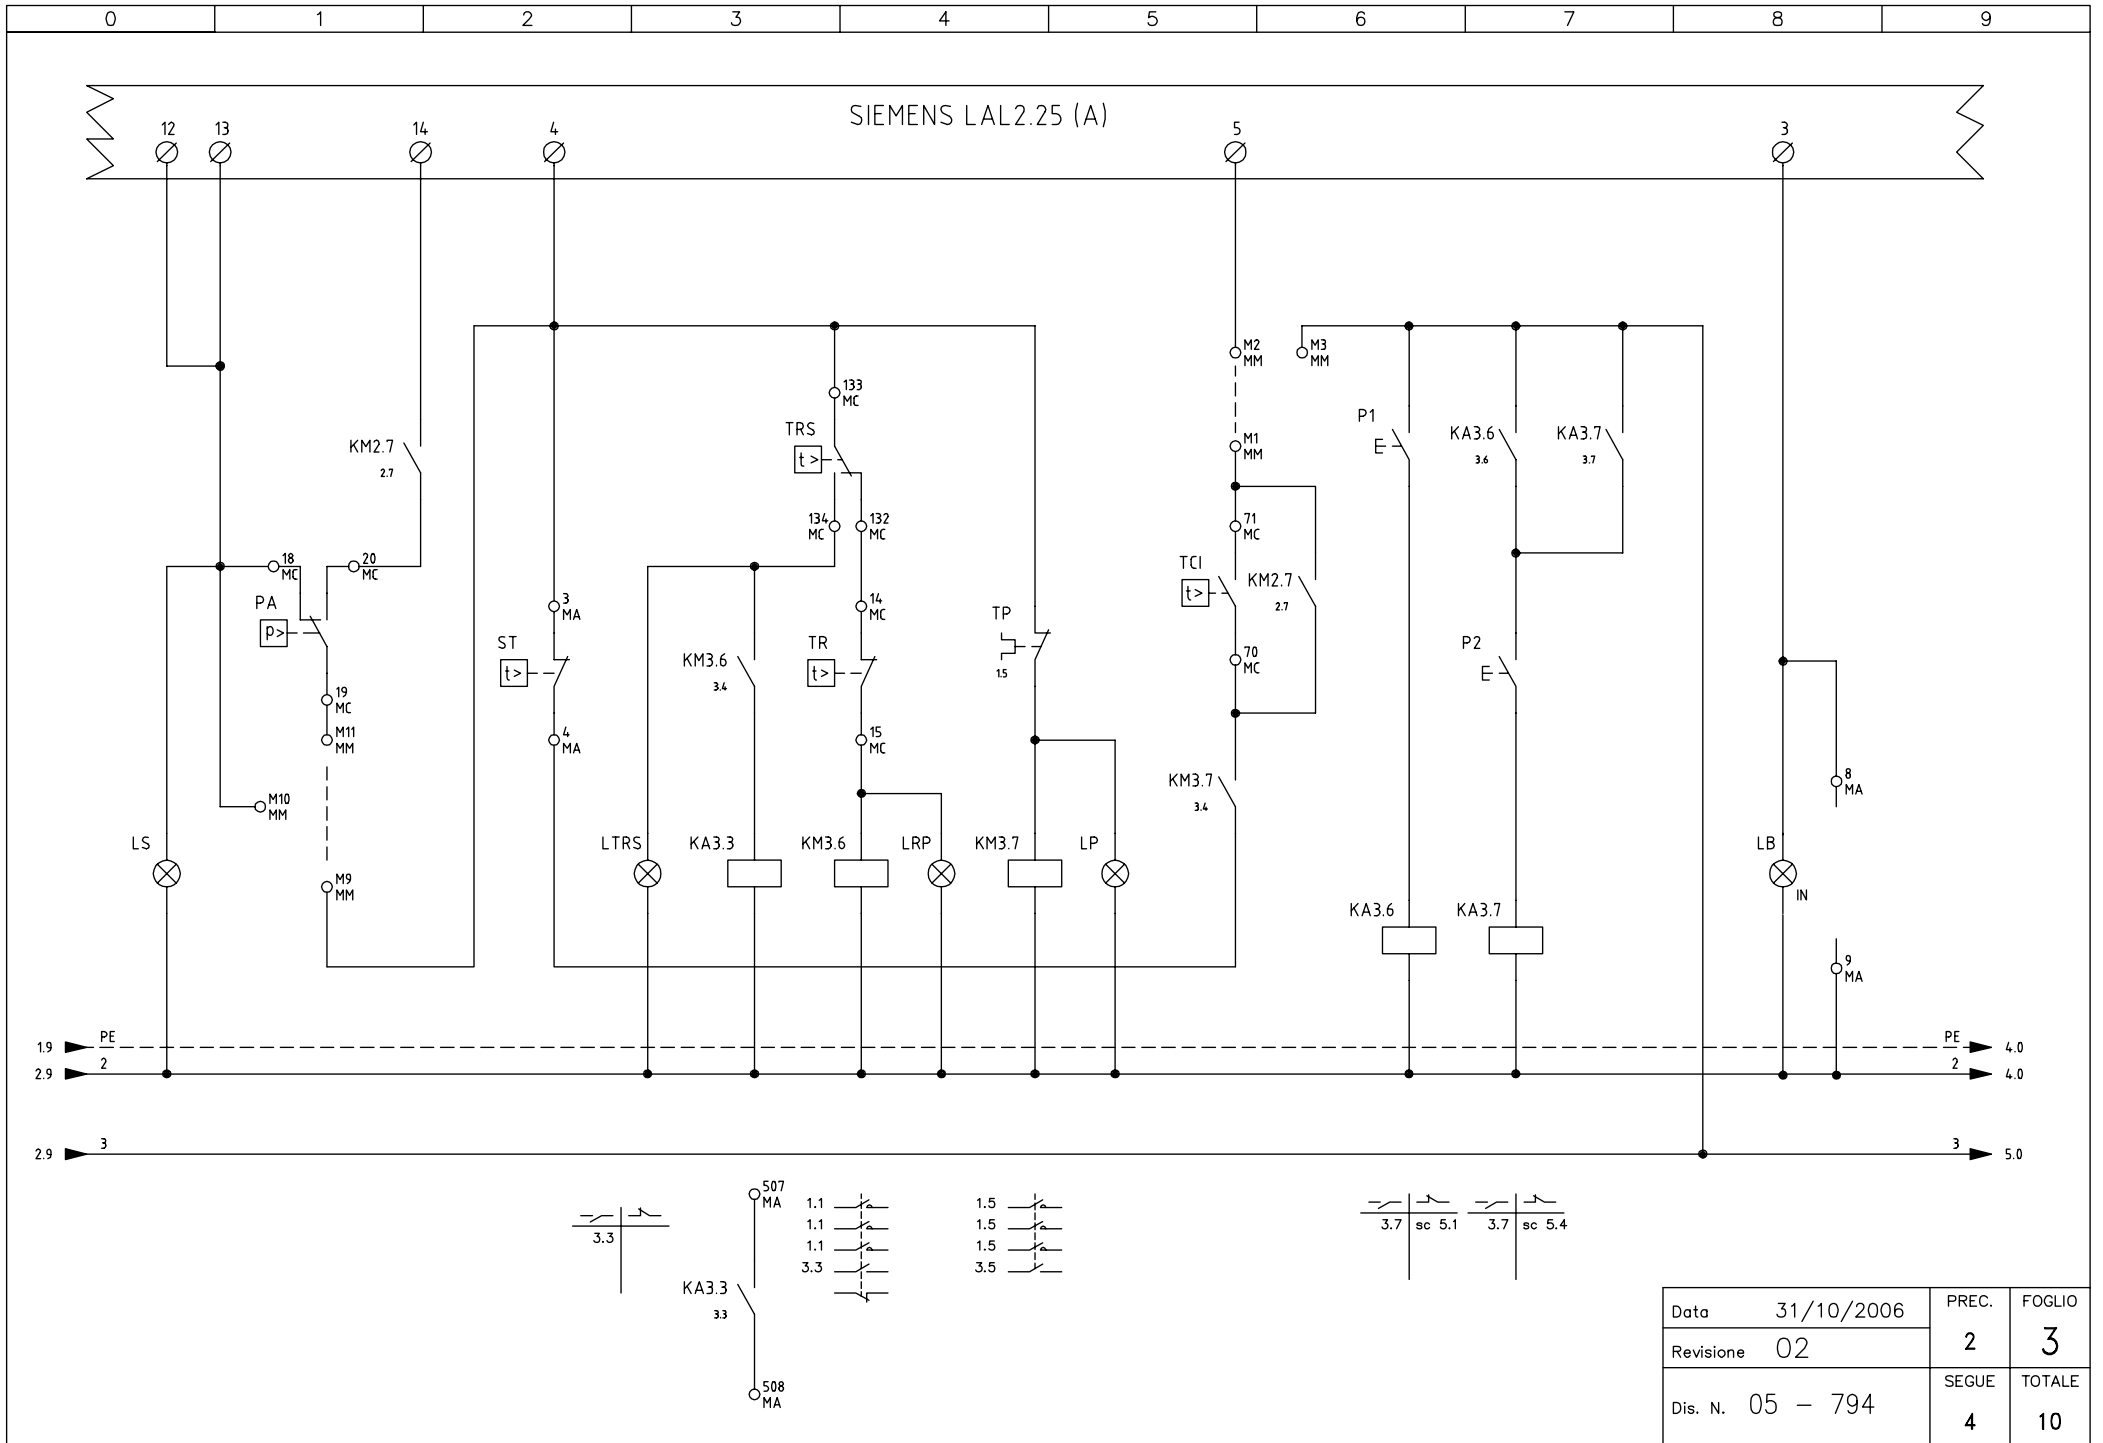 0 1 2 3 4 5 6 7 8 9
SIEMENS LAL2.25 (A)
12 13 14 4 5 3
M2
MM
M3
MM
133
MC
TRS
t>
KM2.7
2.7
M1
MM
P1
KA3.6
3.6
KA3.7
3.7
134
MC
132
MC
71
MC
18
MC
20
MC
TCI
t>
KM2.7
2.7
PA
p>
3
MA
14
MC
TP
1.5
ST
t>
KM3.6
3.4
TR
t>
70
MC
P2
19
MC
M11
MM
4
MA
15
MC
KM3.7
3.4
8
MA
M10
MM
LS
LTRS
KA3.3
KM3.6
LRP
KM3.7
LP
LB
IN
M9
MM
KA3.6
KA3.7
9
MA
1.9 PE PE 4.0
2.9 2 2 4.0
2.9 3 3 5.0
507
MA
3.3
1.1
1.1
1.1
3.3
1.5
1.5
1.5
3.5
3.7 sc 5.1
3.7 sc 5.4
KA3.3
3.3
508
MA
Data 31/10/2006
Revisione 02
Dis. N. 05 - 794
PREC.
2
FOGLIO
3
SEGUE
4
TOTALE
10